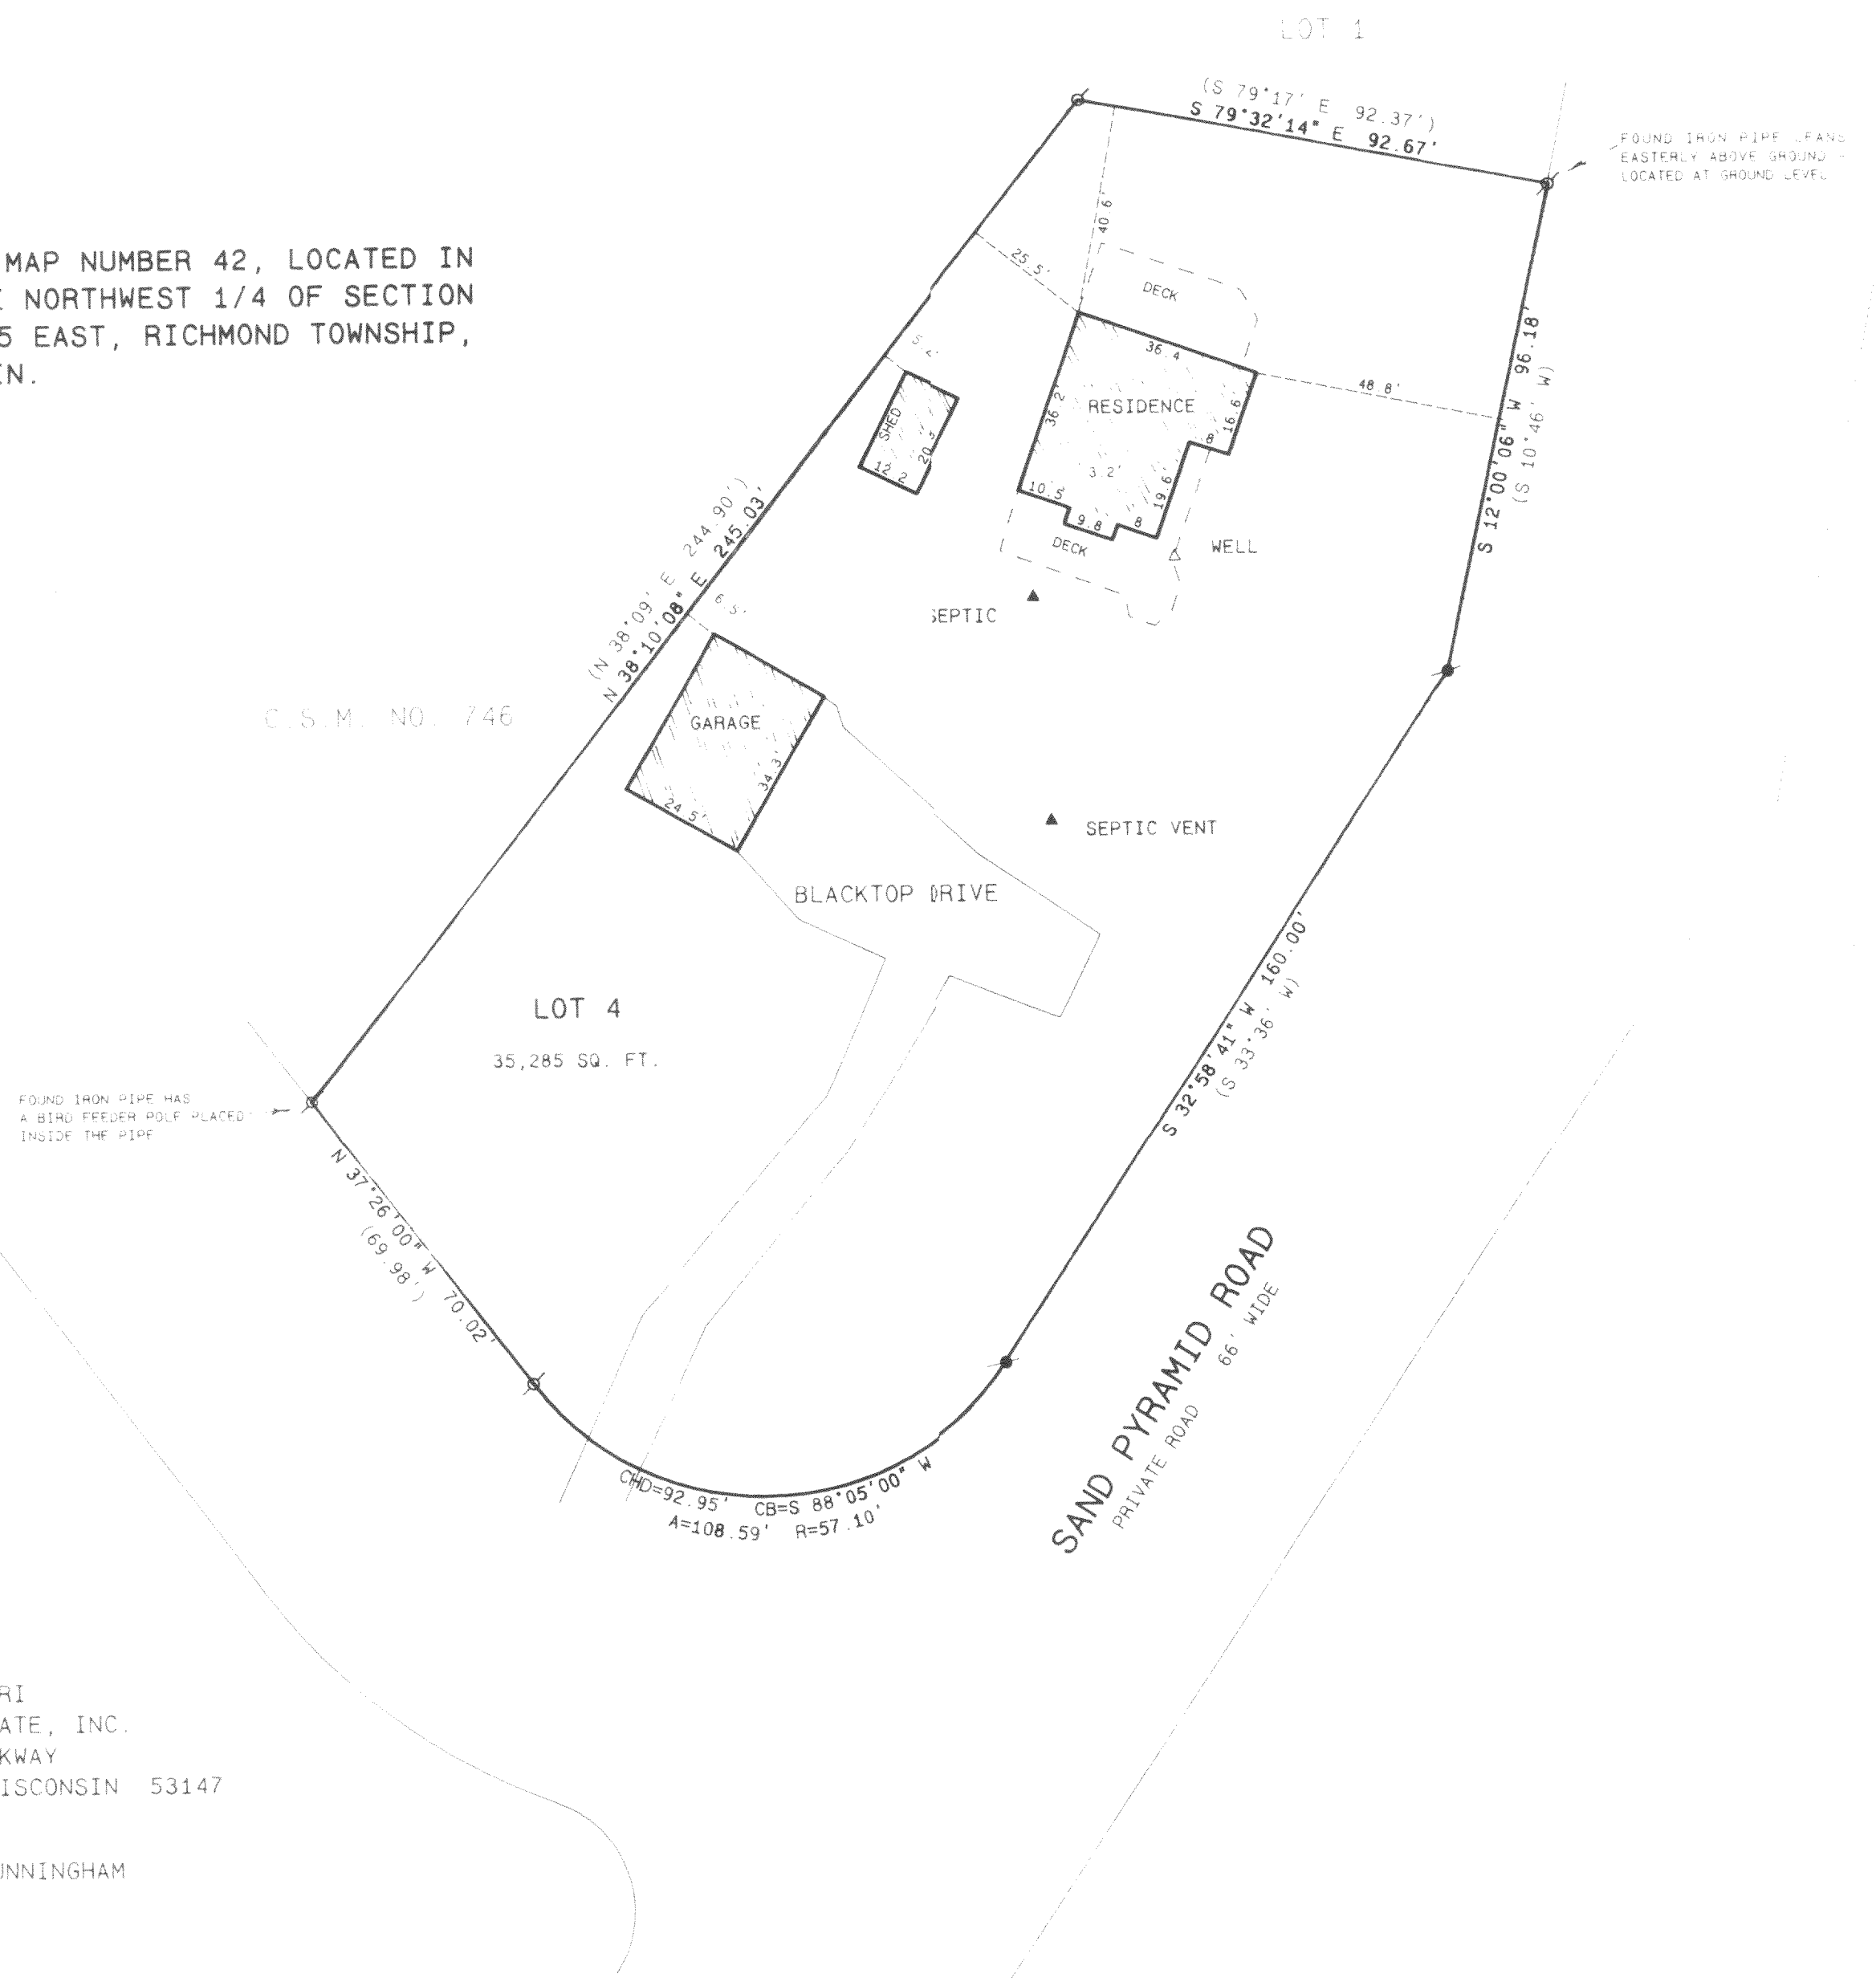 LOT 1
(S 79°17' E 92.37')
S 79°32'14" E 92.67'
FOUND IRON PIPE LEANS
EASTERLY ABOVE GROUND -
LOCATED AT GROUND LEVEL
MAP NUMBER 42, LOCATED IN
NORTHWEST 1/4 OF SECTION
5 EAST, RICHMOND TOWNSHIP,
IN.
40.6'
25.5'
DECK
36.4
48.8'
S 12°00'06" W 96.18'
(S 10°46' W)
RESIDENCE
36.2'
16.6'
8
3.2'
19.6'
10.5'
9.8
8
DECK
WELL
SHED
12.2
SEPTIC
(N 38°09' E 244.90')
N 38°10'08" E 245.03'
6.5'
C.S.M. NO. 746
GARAGE
34.3'
24.5'
SEPTIC VENT
BLACKTOP DRIVE
S 32°58'41" W 160.00'
(S 33°36' W)
LOT 4
35,285 SQ. FT.
FOUND IRON PIPE HAS
A BIRD FEEDER POLE PLACED
INSIDE THE PIPE
N 37°26'00" W 70.02'
(69.98')
SAND PYRAMID ROAD
PRIVATE ROAD 66' WIDE
CHD=92.95' CB=S 88°05'00" W
A=108.59' R=57.10'
RI
ATE, INC.
KWAY
ISCONSIN 53147
UNNINGHAM